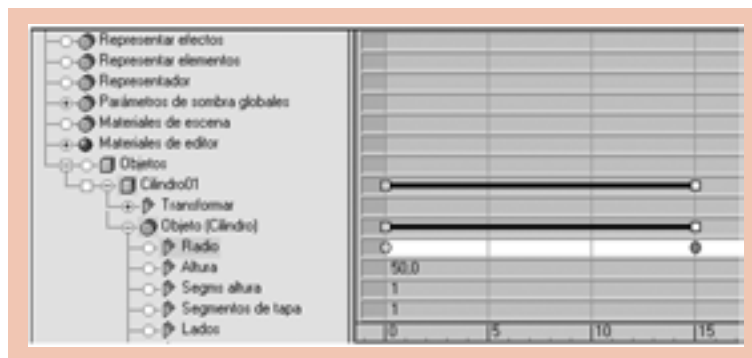 Representar efectos
Representar elementos
Representador
Parámetros de sombra globales
Materiales de escena
Materiales de editor
Objetos
Cilindro01
Transformar
Objeto (Cilindro)
Radio
Altura 50,0
Segms altura 1
Segmentos de tapa 1
Lados
0 5 10 15